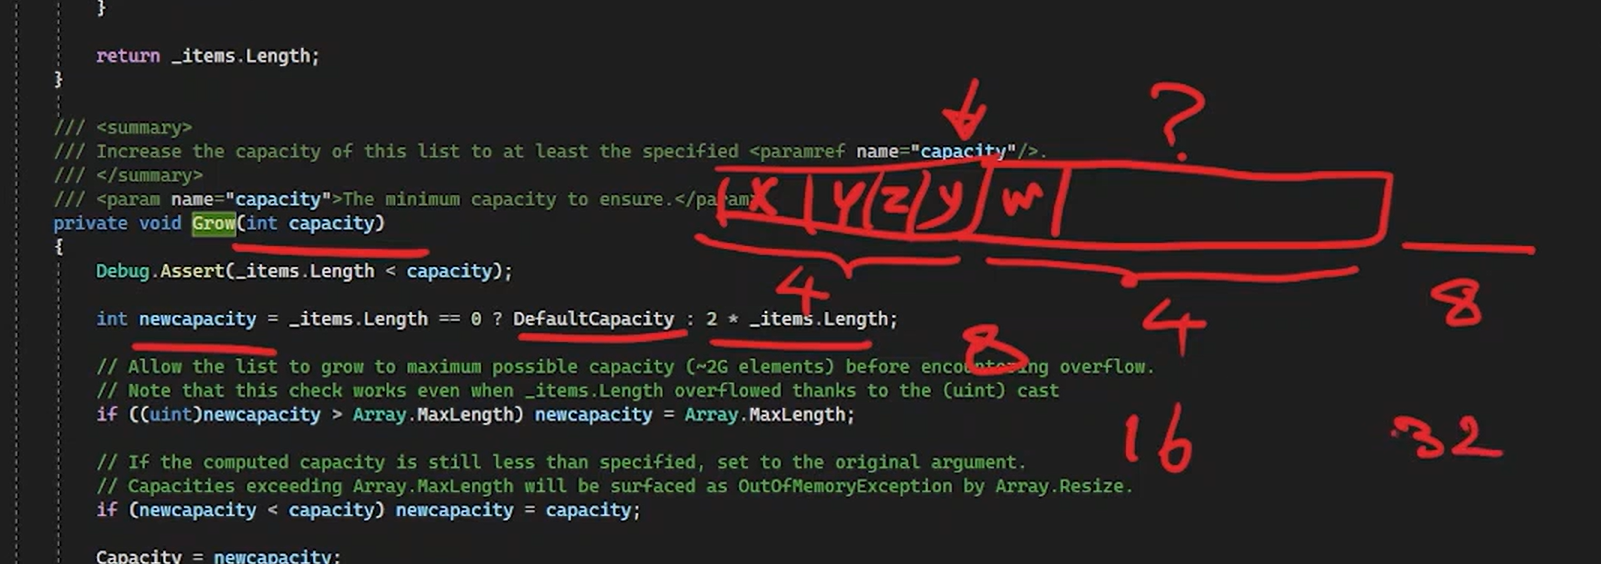 }
return _items.Length;
}
/// <summary>
/// Increase the capacity of this list to at least the specified <paramref name="capacity"/>.
/// </summary>
/// <param name="capacity">The minimum capacity to ensure.</param>
private void Grow(int capacity)
{
Debug.Assert(_items.Length < capacity);
int newcapacity = _items.Length == 0 ? DefaultCapacity : 2 * _items.Length;
// Allow the list to grow to maximum possible capacity (~2G elements) before encountering overflow.
// Note that this check works even when _items.Length overflowed thanks to the (uint) cast
if ((uint)newcapacity > Array.MaxLength) newcapacity = Array.MaxLength;
// If the computed capacity is still less than specified, set to the original argument.
// Capacities exceeding Array.MaxLength will be surfaced as OutOfMemoryException by Array.Resize.
if (newcapacity < capacity) newcapacity = capacity;
Capacity = newcapacity;
?
X y z y m
4 4 8
8
16 32